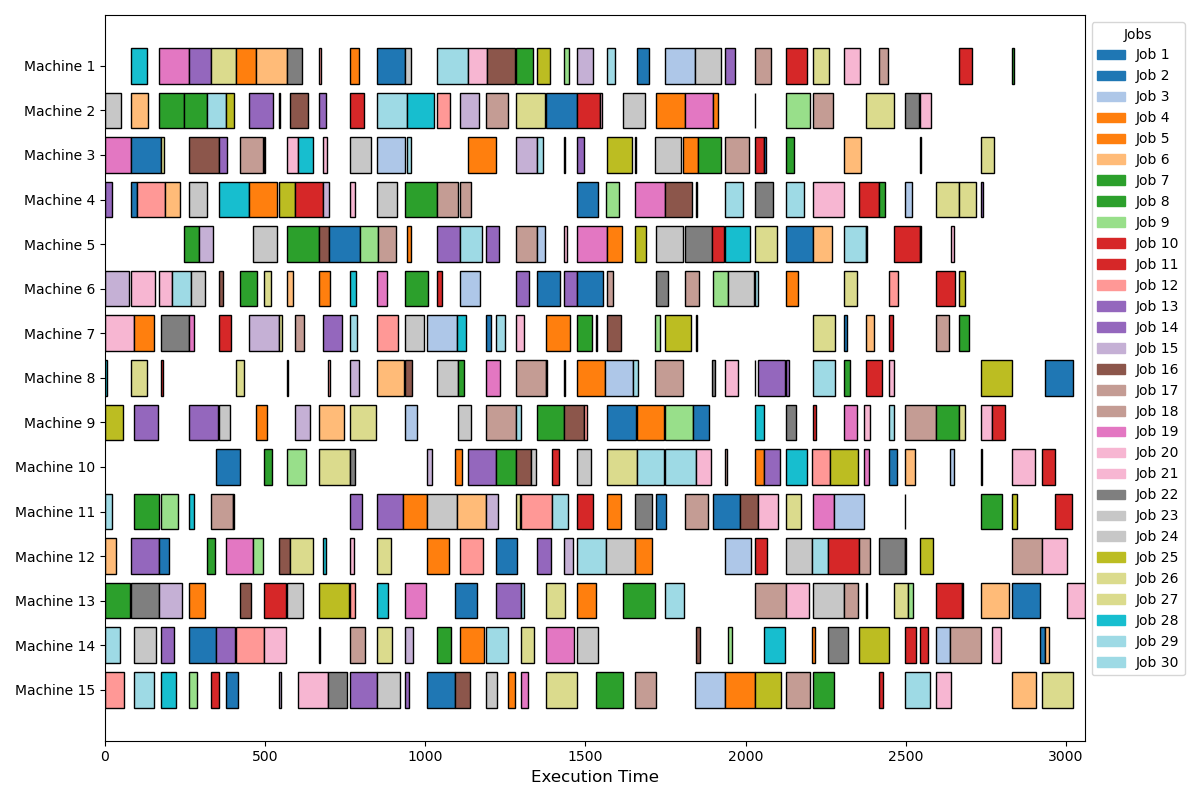 Machine 1
Machine 2
Machine 3
Machine 4
Machine 5
Machine 6
Machine 7
Machine 8
Machine 9
Machine 10
Machine 11
Machine 12
Machine 13
Machine 14
Machine 15
0 500 1000 1500 2000 2500 3000
Execution Time
Jobs
Job 1
Job 2
Job 3
Job 4
Job 5
Job 6
Job 7
Job 8
Job 9
Job 10
Job 11
Job 12
Job 13
Job 14
Job 15
Job 16
Job 17
Job 18
Job 19
Job 20
Job 21
Job 22
Job 23
Job 24
Job 25
Job 26
Job 27
Job 28
Job 29
Job 30